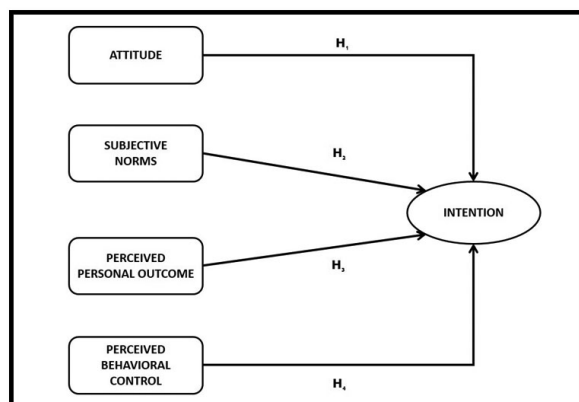 ATTITUDE
H₁
SUBJECTIVE
NORMS
H₂
INTENTION
PERCEIVED
PERSONAL OUTCOME
H₃
PERCEIVED
BEHAVIORAL
CONTROL
H₄